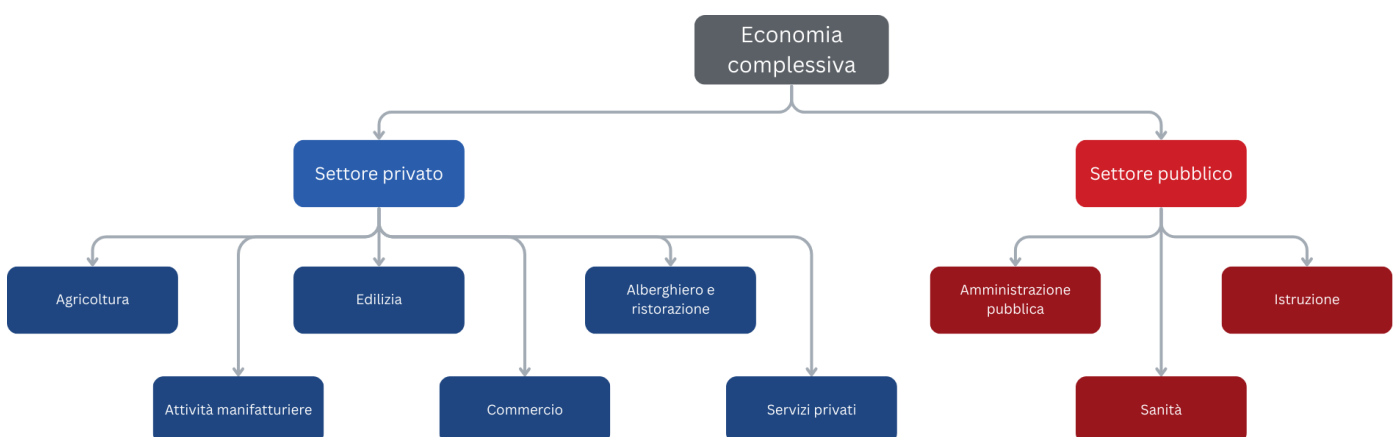 Economia
complessiva
Settore privato
Settore pubblico
Agricoltura
Edilizia
Alberghiero e
ristorazione
Amministrazione
pubblica
Istruzione
Attività manifatturiere
Commercio
Servizi privati
Sanità